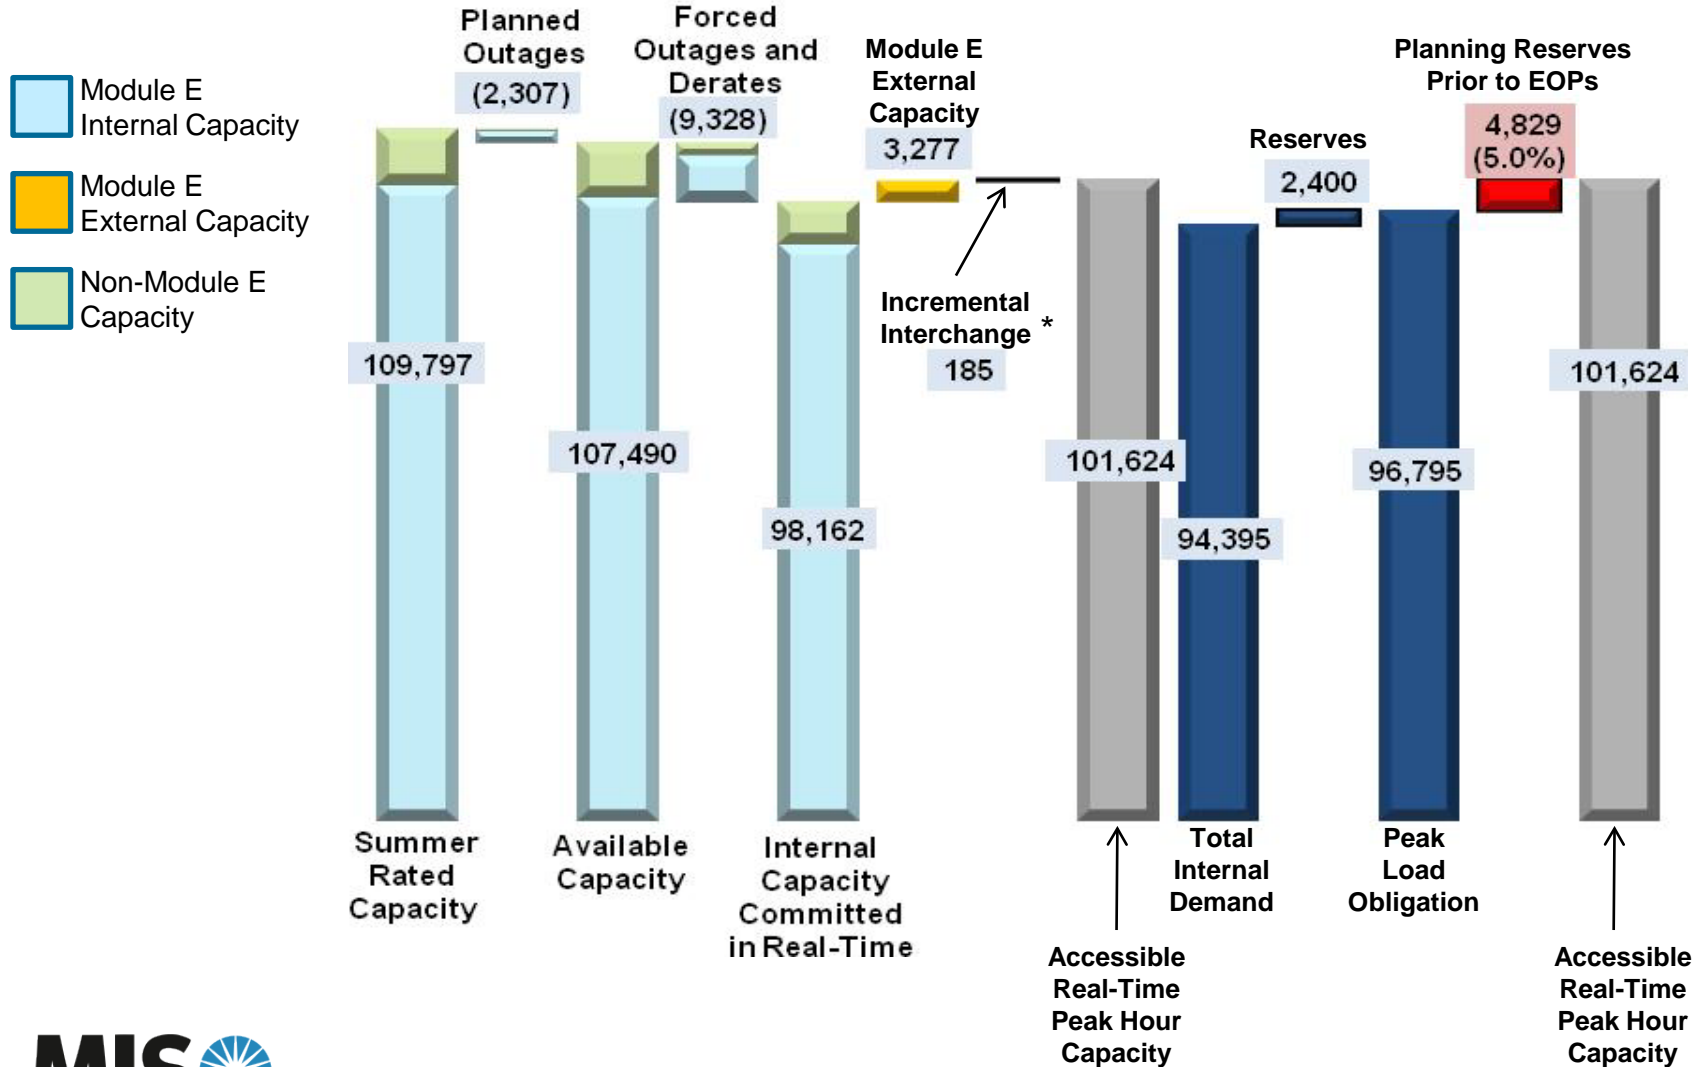 Planned
Outages
(2,307)
Forced
Outages and
Derates
(9,328)
Module E
External
Capacity
3,277
Planning Reserves
Prior to EOPs
4,829
(5.0%)
Reserves
2,400
Module E
Internal Capacity
Module E
External Capacity
Non-Module E
Capacity
Incremental
Interchange *
185
109,797
107,490
98,162
101,624
94,395
96,795
101,624
Summer
Rated
Capacity
Available
Capacity
Internal
Capacity
Committed
in Real-Time
Accessible
Real-Time
Peak Hour
Capacity
Total
Internal
Demand
Peak
Load
Obligation
Accessible
Real-Time
Peak Hour
Capacity
MISO